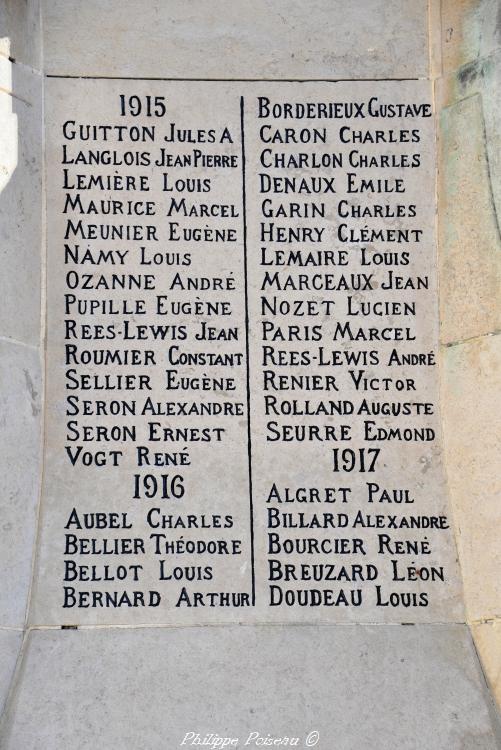 1915
GUITTON JULES A
LANGLOIS JEAN PIERRE
LEMIÈRE LOUIS
MAURICE MARCEL
MEUNIER EUGÈNE
NAMY LOUIS
OZANNE ANDRÉ
PUPILLE EUGÈNE
REES-LEWIS JEAN
ROUMIER CONSTANT
SELLIER EUGÈNE
SERON ALEXANDRE
SERON ERNEST
VOGT RENÉ
1916
AUBEL CHARLES
BELLIER THÉODORE
BELLOT LOUIS
BERNARD ARTHUR
BORDERIEUX GUSTAVE
CARON CHARLES
CHARLON CHARLES
DENAUX EMILE
GARIN CHARLES
HENRY CLÉMENT
LEMAIRE LOUIS
MARCEAUX JEAN
NOZET LUCIEN
PARIS MARCEL
REES-LEWIS ANDRÉ
RENIER VICTOR
ROLLAND AUGUSTE
SEURRE EDMOND
1917
ALGRET PAUL
BILLARD ALEXANDRE
BOURCIER RENÉ
BREUZARD LÉON
DOUDEAU LOUIS
Philippe Poiseau ©